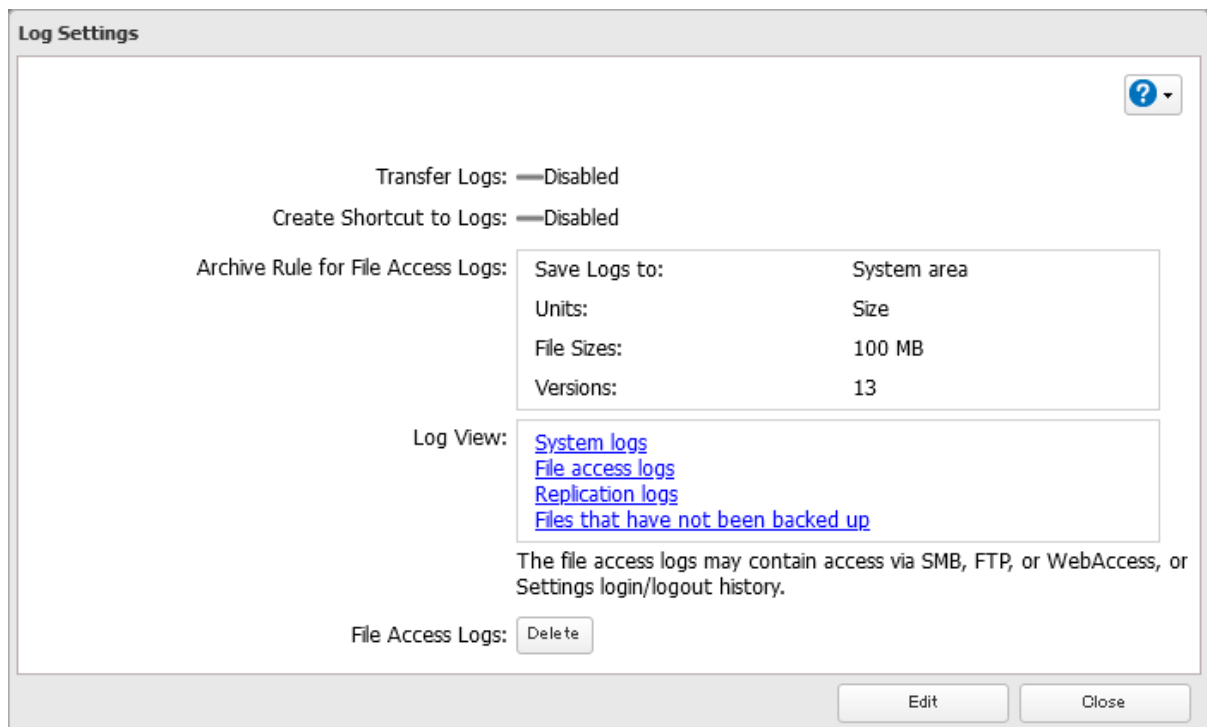 Log Settings
?
Transfer Logs: Disabled
Create Shortcut to Logs: Disabled
Archive Rule for File Access Logs: Save Logs to: System area
Units: Size
File Sizes: 100 MB
Versions: 13
Log View: System logs
File access logs
Replication logs
Files that have not been backed up
The file access logs may contain access via SMB, FTP, or WebAccess, or
Settings login/logout history.
File Access Logs: Delete
Edit Close